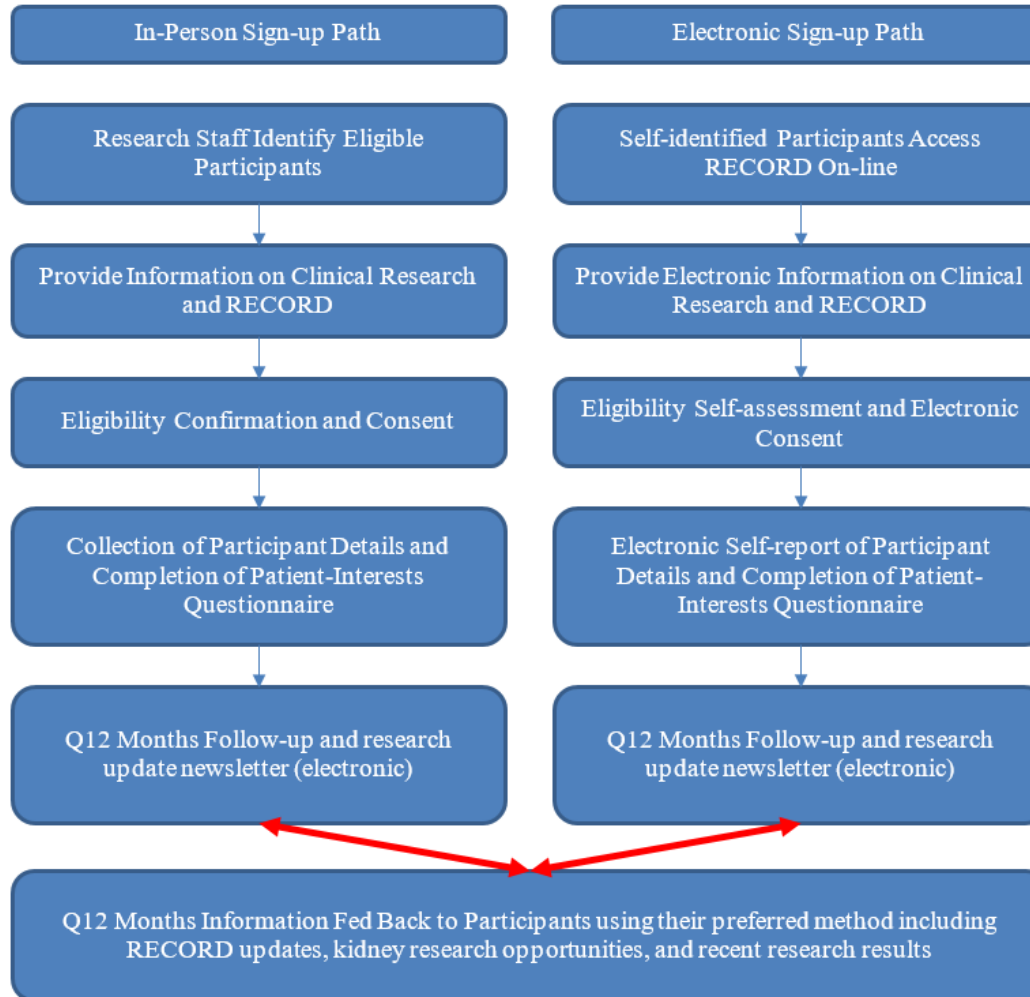 In-Person Sign-up Path
Electronic Sign-up Path
Research Staff Identify Eligible
Participants
Self-identified Participants Access
RECORD On-line
Provide Information on Clinical Research
and RECORD
Provide Electronic Information on Clinical
Research and RECORD
Eligibility Confirmation and Consent
Eligibility Self-assessment and Electronic
Consent
Collection of Participant Details and
Completion of Patient-Interests
Questionnaire
Electronic Self-report of Participant
Details and Completion of Patient-
Interests Questionnaire
Q12 Months Follow-up and research
update newsletter (electronic)
Q12 Months Follow-up and research
update newsletter (electronic)
Q12 Months Information Fed Back to Participants using their preferred method including
RECORD updates, kidney research opportunities, and recent research results